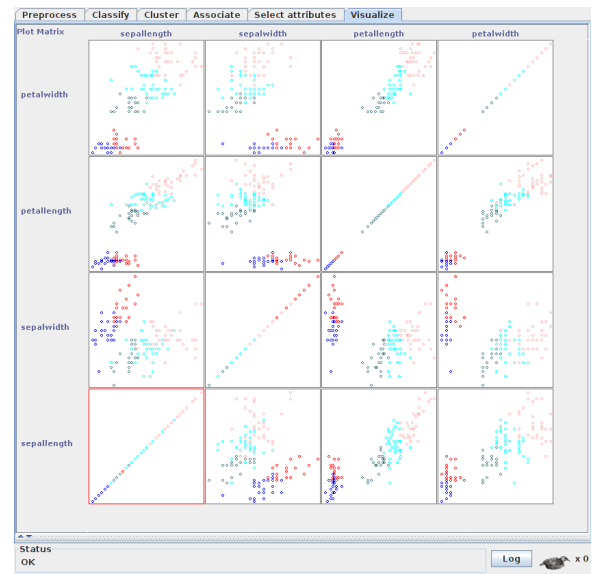 Preprocess Classify Cluster Associate Select attributes Visualize
Plot Matrix sepallength sepalwidth petallength petalwidth
petalwidth
petallength
sepalwidth
sepallength
Status
OK
Log x 0